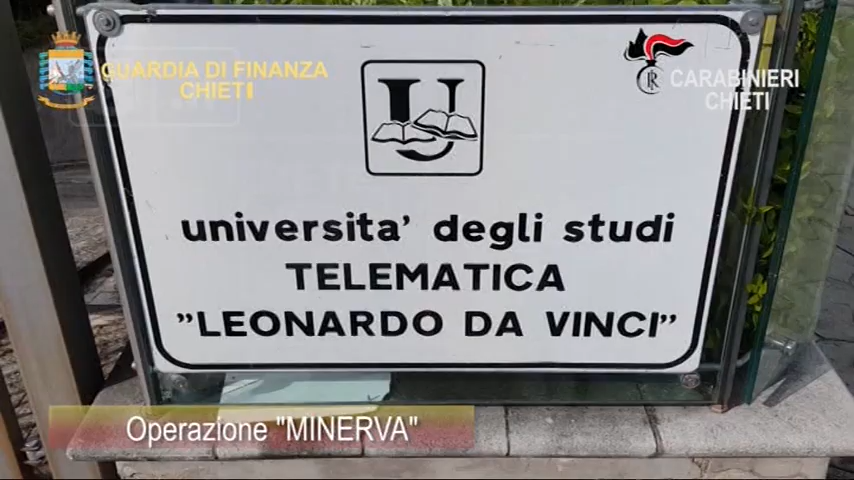 GUARDIA DI FINANZA
CHIETI
CARABINIERI
CHIETI
U
universita' degli studi
TELEMATICA
"LEONARDO DA VINCI"
Operazione "MINERVA"